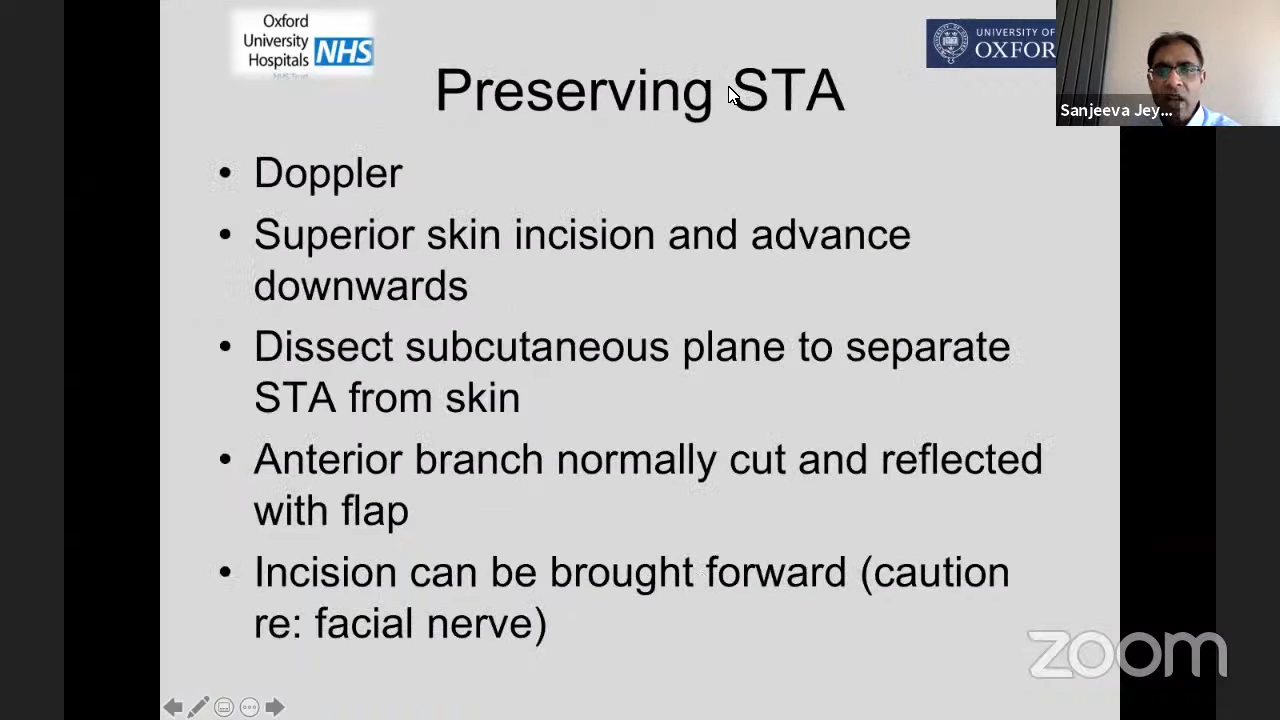 Oxford
University
Hospitals NHS
NHS Trust
UNIVERSITY OF
OXFOR
Sanjeeva Jey...
Preserving STA
• Doppler
• Superior skin incision and advance
downwards
• Dissect subcutaneous plane to separate
STA from skin
• Anterior branch normally cut and reflected
with flap
• Incision can be brought forward (caution
re: facial nerve)
zoom